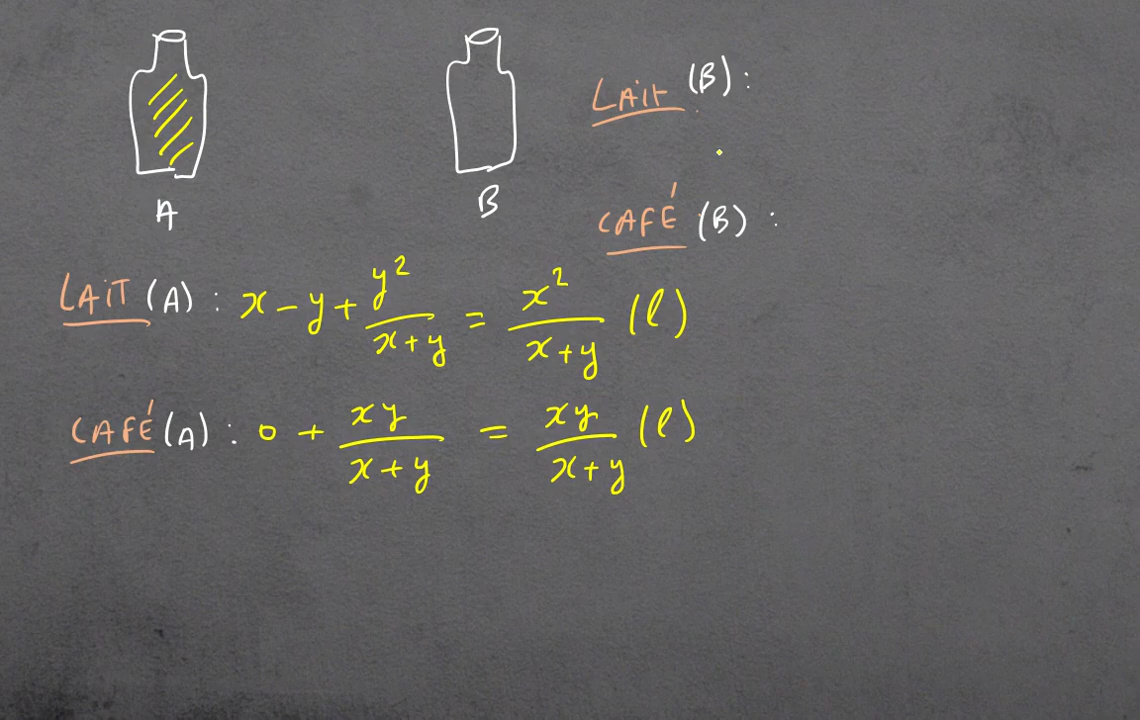 A
B
LAIT (B) :
CAFÉ (B) :
LAIT (A) : x - y + y²/(x+y) = x²/(x+y) (l)
CAFÉ (A) : 0 + xy/(x+y) = xy/(x+y) (l)